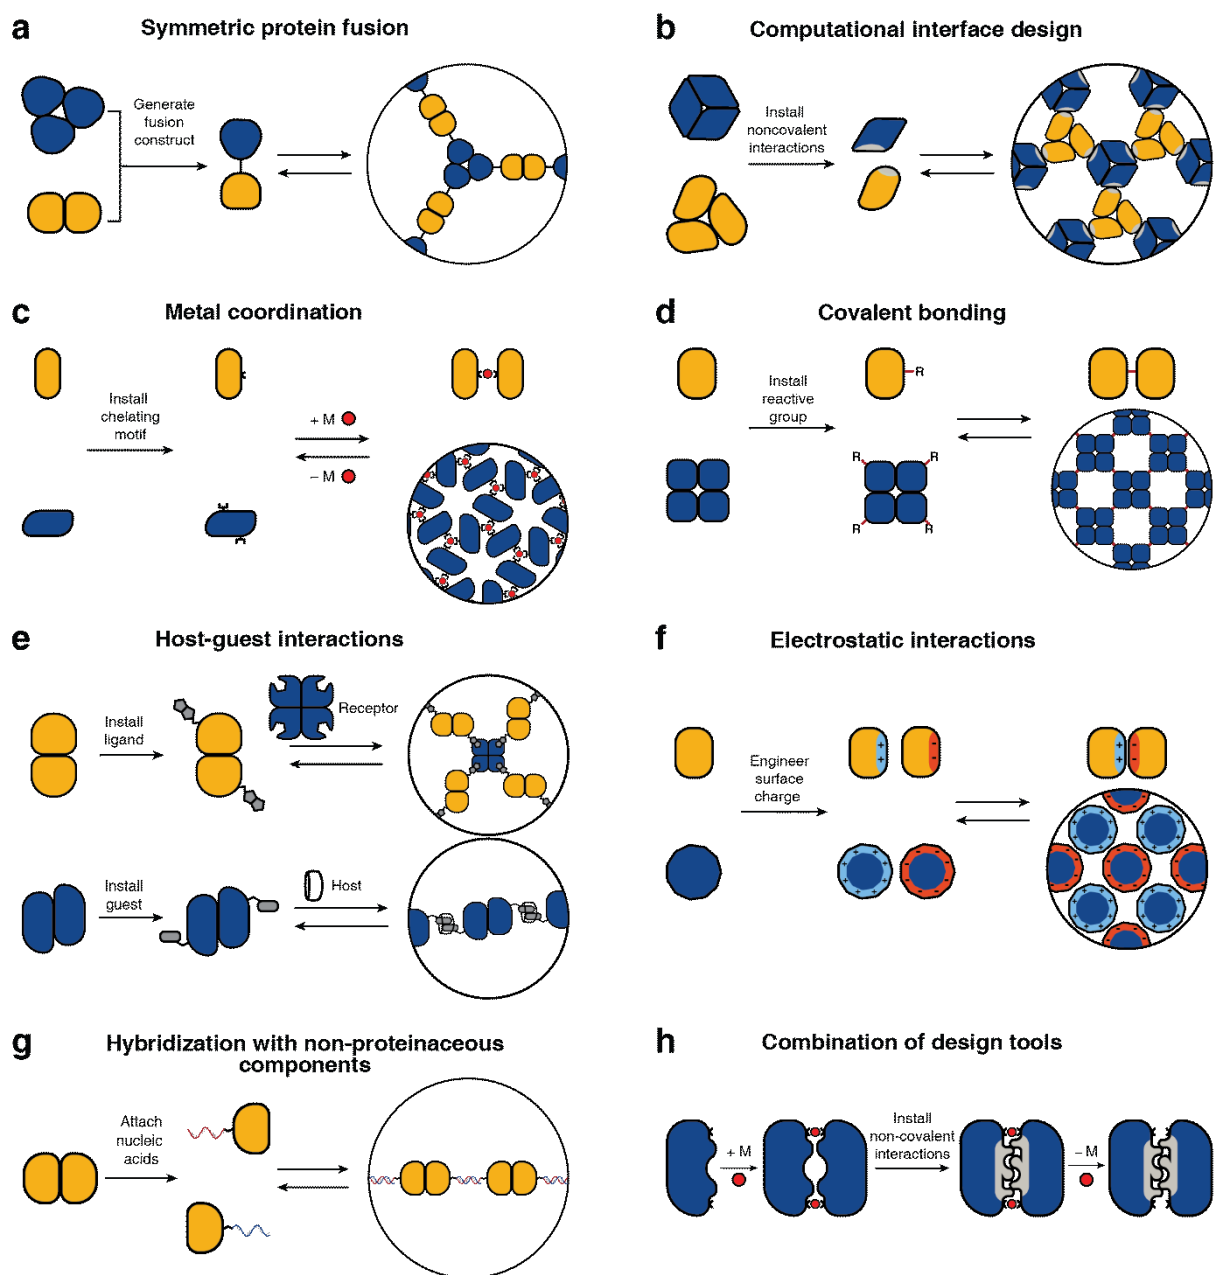 a
Symmetric protein fusion
Generate
fusion
construct
b
Computational interface design
Install
noncovalent
interactions
c
Metal coordination
Install
chelating
motif
+ M
– M
d
Covalent bonding
Install
reactive
group
R
R
R
R
R
e
Host-guest interactions
Install
ligand
Receptor
Install
guest
Host
f
Electrostatic interactions
Engineer
surface
charge
g
Hybridization with non-proteinaceous
components
Attach
nucleic
acids
h
Combination of design tools
+ M
Install
non-covalent
interactions
– M